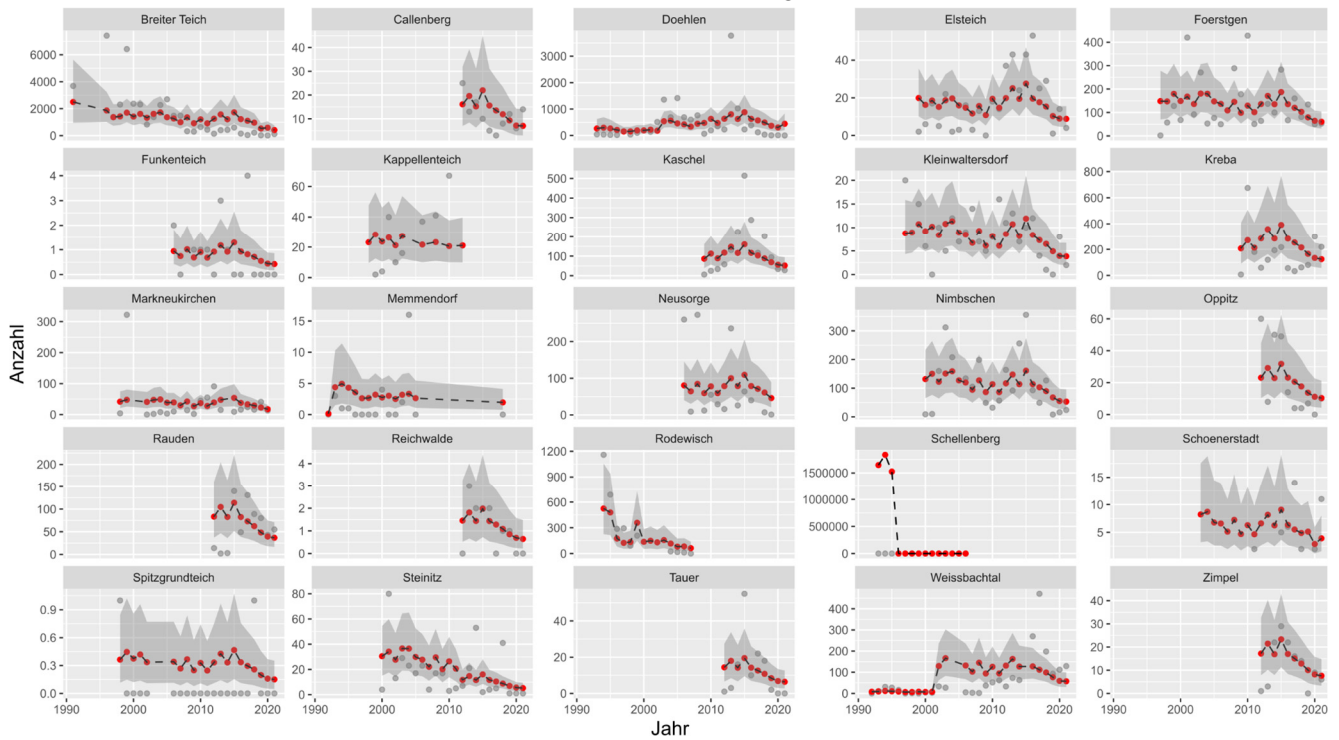 Breiter Teich Callenberg Doehlen Elsteich Foerstgen
6000 4000 2000 0
40 30 20 10
3000 2000 1000 0
40 20 0
400 300 200 100 0
Funkenteich Kappellenteich Kaschel Kleinwaltersdorf Kreba
4 3 2 1 0
60 40 20 0
500 400 300 200 100 0
20 15 10 5 0
800 600 400 200 0
Markneukirchen Memmendorf Neusorge Nimbschen Oppitz
300 200 100 0
15 10 5 0
200 100 0
300 200 100 0
60 40 20 0
Anzahl
Rauden Reichwalde Rodewisch Schellenberg Schoenerstadt
200 150 100 50 0
4 3 2 1 0
1200 900 600 300 0
1500000 1000000 500000 0
15 10 5
Spitzgrundteich Steinitz Tauer Weissbachtal Zimpel
0.9 0.6 0.3 0.0
80 60 40 20 0
40 20 0
400 300 200 100 0
40 30 20 10 0
1990 2000 2010 2020 1990 2000 2010 2020 1990 2000 2010 2020 1990 2000 2010 2020 1990 2000 2010 2020
Jahr